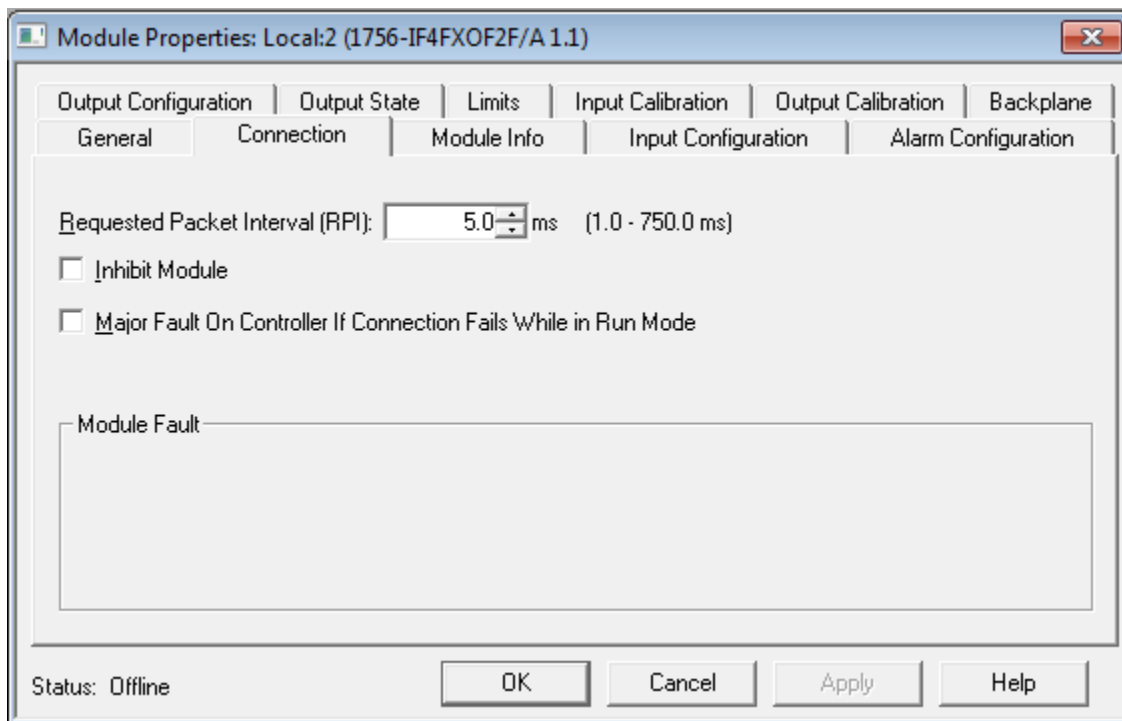 Module Properties: Local:2 (1756-IF4FXOF2F/A 1.1)
Output Configuration Output State Limits Input Calibration Output Calibration Backplane
General Connection Module Info Input Configuration Alarm Configuration
Requested Packet Interval (RPI): 5.0 ms (1.0 - 750.0 ms)
Inhibit Module
Major Fault On Controller If Connection Fails While in Run Mode
Module Fault
Status: Offline OK Cancel Apply Help